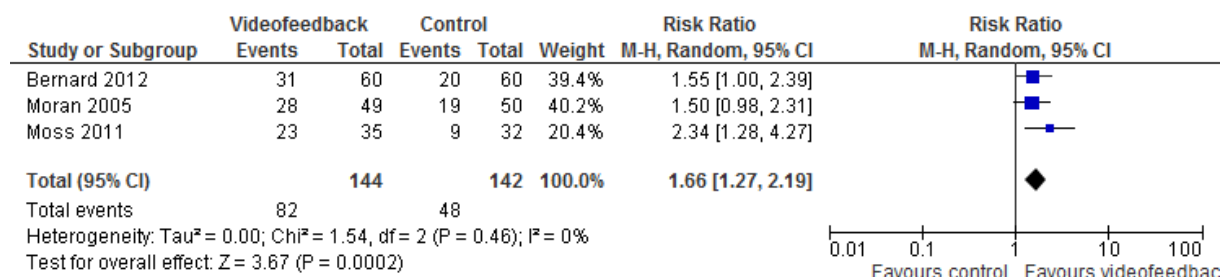 Videofeedback Control Risk Ratio Risk Ratio
Study or Subgroup Events Total Events Total Weight M-H, Random, 95% CI M-H, Random, 95% CI
Bernard 2012 31 60 20 60 39.4% 1.55 [1.00, 2.39]
Moran 2005 28 49 19 50 40.2% 1.50 [0.98, 2.31]
Moss 2011 23 35 9 32 20.4% 2.34 [1.28, 4.27]
Total (95% CI) 144 142 100.0% 1.66 [1.27, 2.19]
Total events 82 48
Heterogeneity: Tau² = 0.00; Chi² = 1.54, df = 2 (P = 0.46); I² = 0%
Test for overall effect: Z = 3.67 (P = 0.0002)
0.01 0.1 1 10 100
Favours control Favours videofeedbac